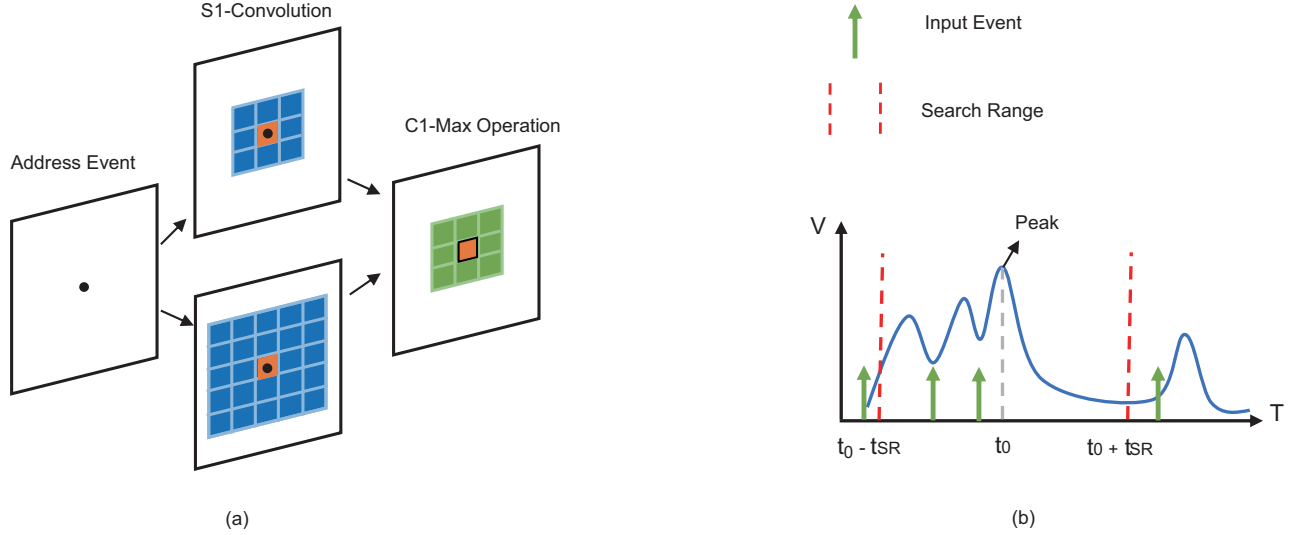 S1-Convolution
C1-Max Operation
Address Event
(a)
Input Event
Search Range
V
Peak
T
t0 - tSR
t0
t0 + tSR
(b)